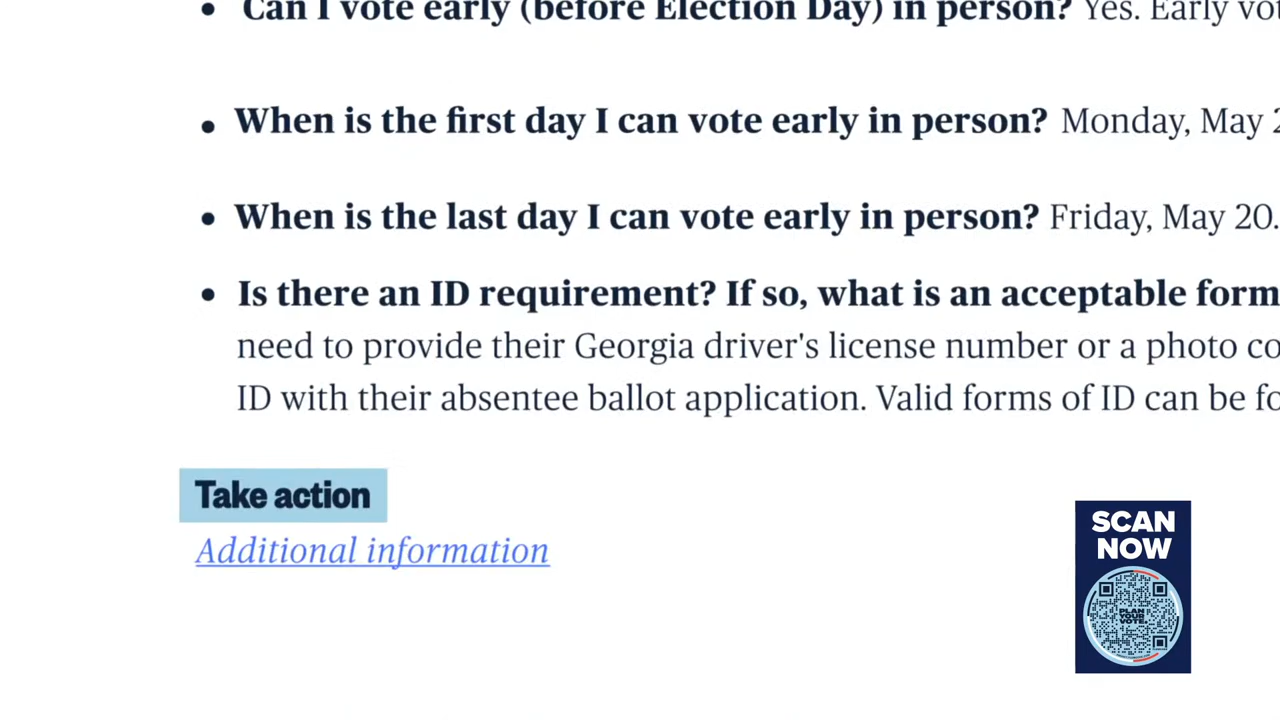 Can I vote early (before Election Day) in person? Yes. Early
When is the first day I can vote early in person? Monday, May
When is the last day I can vote early in person? Friday, May 20.
Is there an ID requirement? If so, what is an acceptable form
need to provide their Georgia driver's license number or a photo
ID with their absentee ballot application. Valid forms of ID can be
Take action
Additional information
SCAN
NOW
PLAN
YOUR
VOTE.